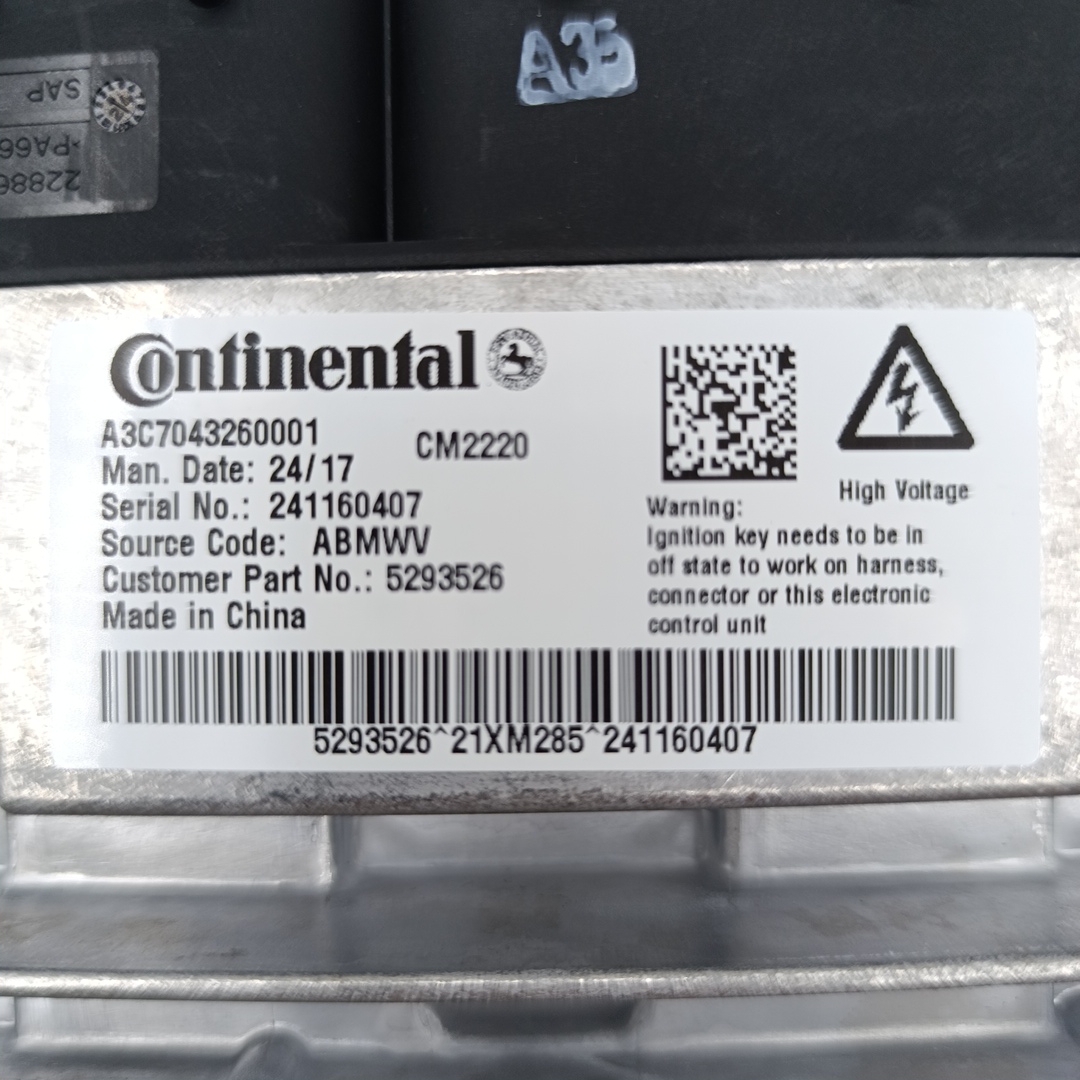 A35
SAP
Continental
A3C7043260001
CM2220
Man. Date: 24/17
Serial No.: 241160407
Source Code: ABMWV
Customer Part No.: 5293526
Made in China
High Voltage
Warning:
Ignition key needs to be in
off state to work on harness,
connector or this electronic
control unit
5293526^21XM285^241160407